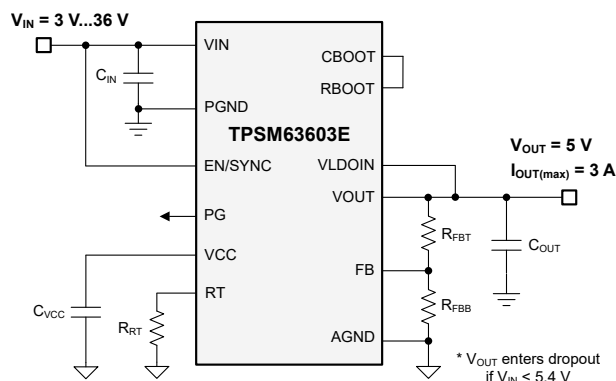 V_IN = 3 V...36 V
VIN
C_IN
PGND
EN/SYNC
PG
VCC
C_VCC
RT
R_RT
TPSM63603E
CBOOT
RBOOT
VLDOIN
VOUT
FB
AGND
V_OUT = 5 V
I_OUT(max) = 3 A
R_FBT
C_OUT
R_FBB
* V_OUT enters dropout
if V_IN < 5.4 V